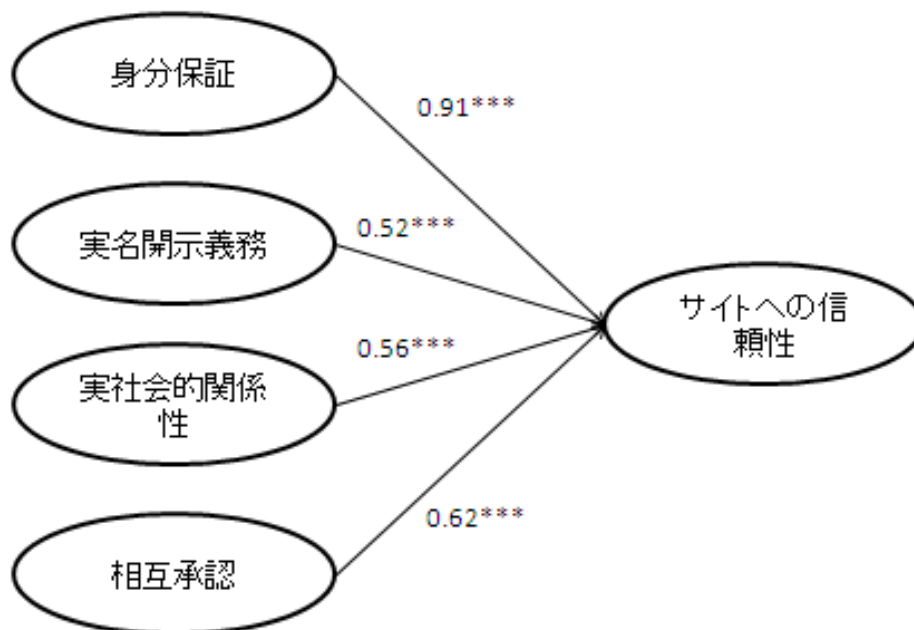 身分保証
0.91***
実名開示義務
0.52***
サイトへの信
頼性
0.56***
実社会的関係
性
0.62***
相互承認